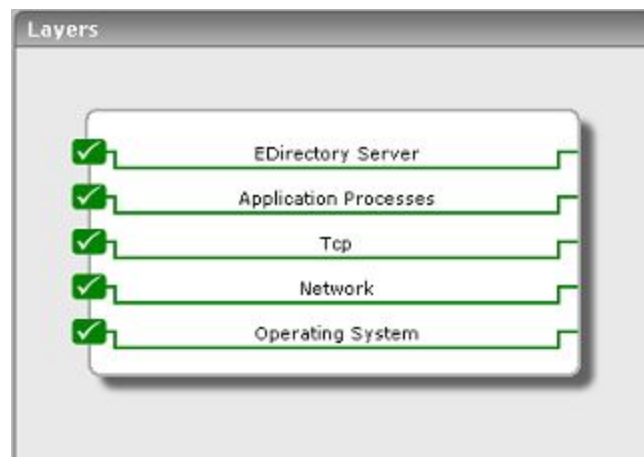 Layers
EDirectory Server
Application Processes
Tcp
Network
Operating System